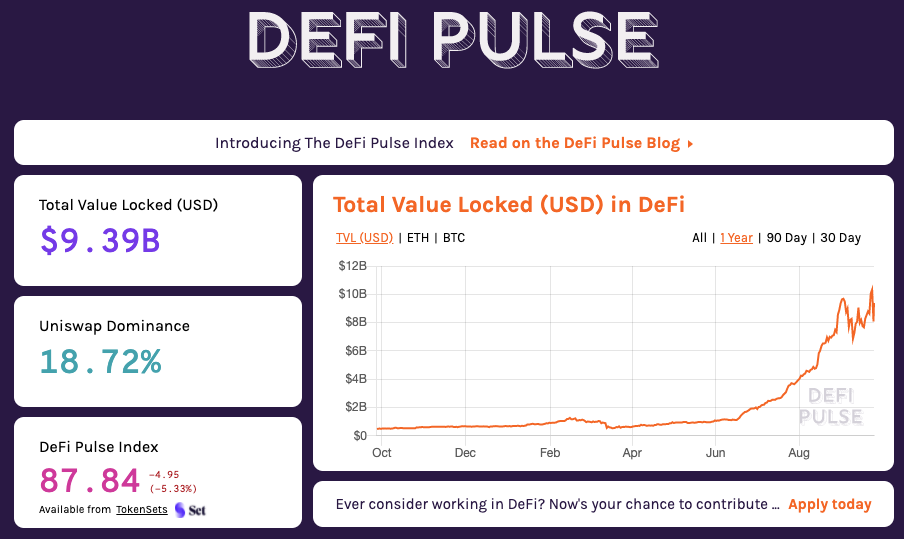 DEFI PULSE
Introducing The DeFi Pulse Index Read on the DeFi Pulse Blog
Total Value Locked (USD)
$9.39B
Uniswap Dominance
18.72%
DeFi Pulse Index
87.84 -4.95
(-5.33%)
Available from TokenSets Set
Total Value Locked (USD) in DeFi
TVL (USD) | ETH | BTC All | 1 Year | 90 Day | 30 Day
$12B
$10B
$8B
$6B
$4B
$2B
$0
Oct Dec Feb Apr Jun Aug
DEFI
PULSE
Ever consider working in DeFi? Now's your chance to contribute ... Apply today